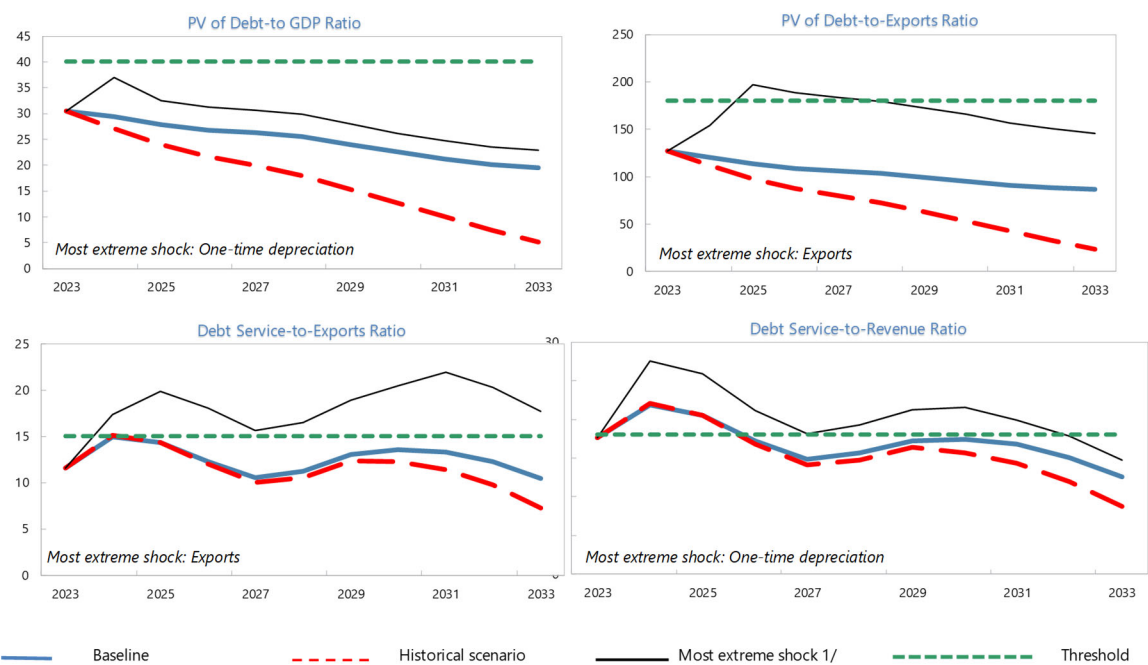 PV of Debt-to GDP Ratio
45
40
35
30
25
20
15
10
5
0
Most extreme shock: One-time depreciation
2023 2025 2027 2029 2031 2033
PV of Debt-to-Exports Ratio
250
200
150
100
50
0
Most extreme shock: Exports
2023 2025 2027 2029 2031 2033
Debt Service-to-Exports Ratio
25
20
15
10
5
0
Most extreme shock: Exports
2023 2025 2027 2029 2031 2033
Debt Service-to-Revenue Ratio
30
Most extreme shock: One-time depreciation
2023 2025 2027 2029 2031 2033
Baseline Historical scenario Most extreme shock 1/ Threshold